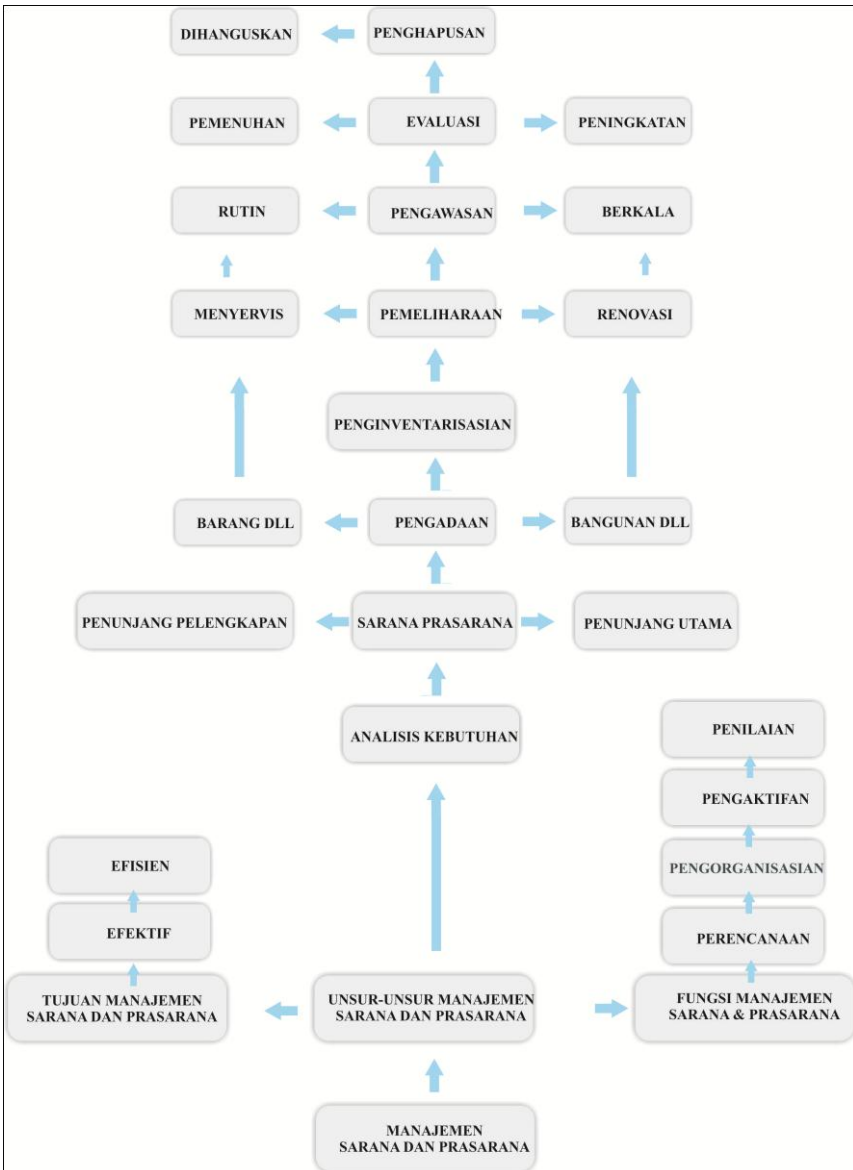 DIHANGUSKAN
PENGHAPUSAN
PEMENUHAN
EVALUASI
PENINGKATAN
RUTIN
PENGAWASAN
BERKALA
MENYERVIS
PEMELIHARAAN
RENOVASI
PENGINVENTARISASIAN
BARANG DLL
PENGADAAN
BANGUNAN DLL
PENUNJANG PELENGKAPAN
SARANA PRASARANA
PENUNJANG UTAMA
ANALISIS KEBUTUHAN
PENILAIAN
PENGAKTIFAN
EFISIEN
PENGORGANISASIAN
EFEKTIF
PERENCANAAN
TUJUAN MANAJEMEN
SARANA DAN PRASARANA
UNSUR-UNSUR MANAJEMEN
SARANA DAN PRASARANA
FUNGSI MANAJEMEN
SARANA & PRASARANA
MANAJEMEN
SARANA DAN PRASARANA